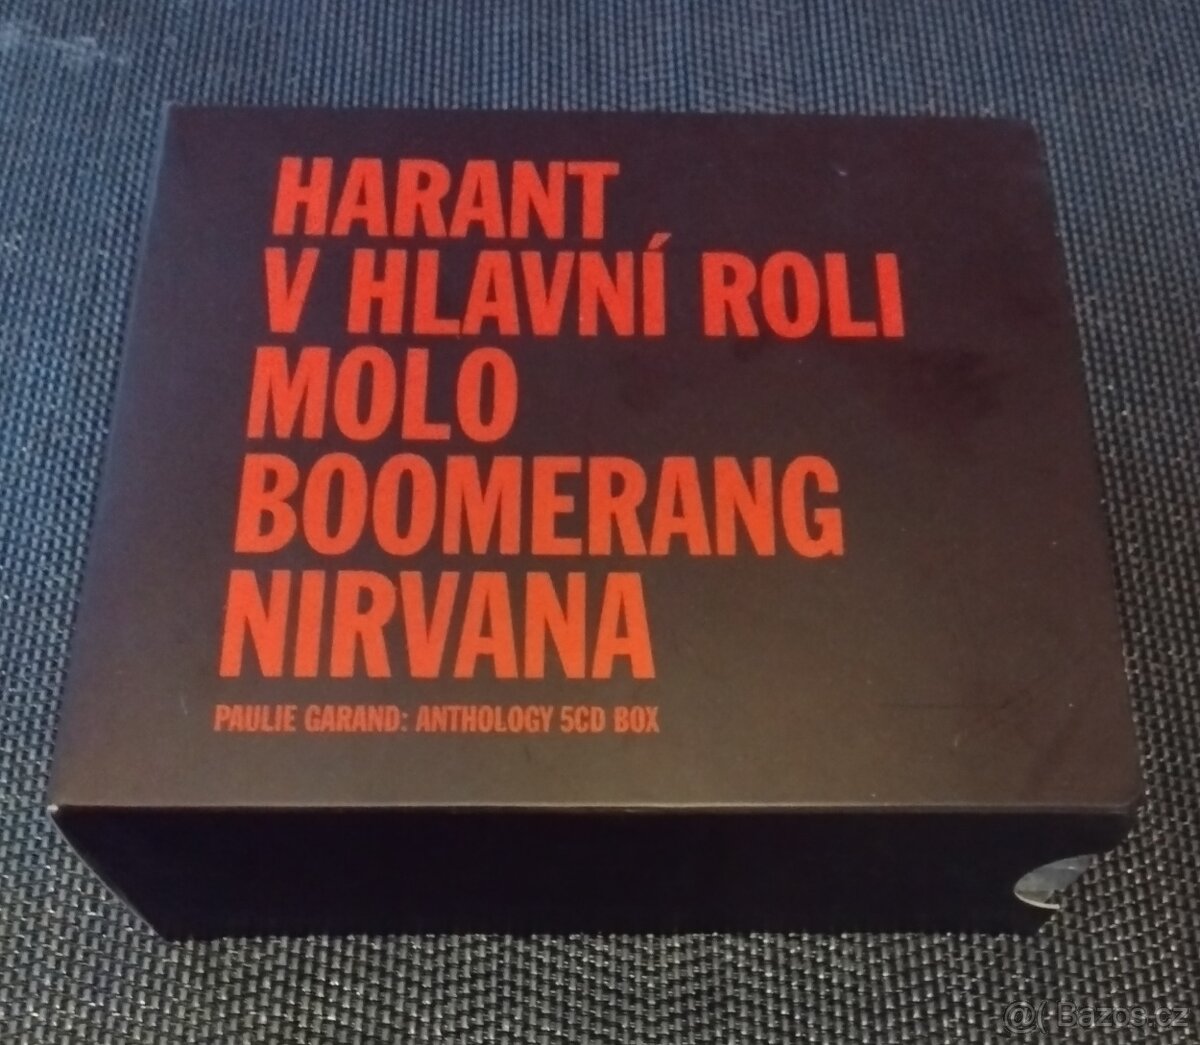 HARANT
V HLAVNÍ ROLI
MOLO
BOOMERANG
NIRVANA
PAULIE GARAND: ANTHOLOGY 5CD BOX
@( Bazos.cz